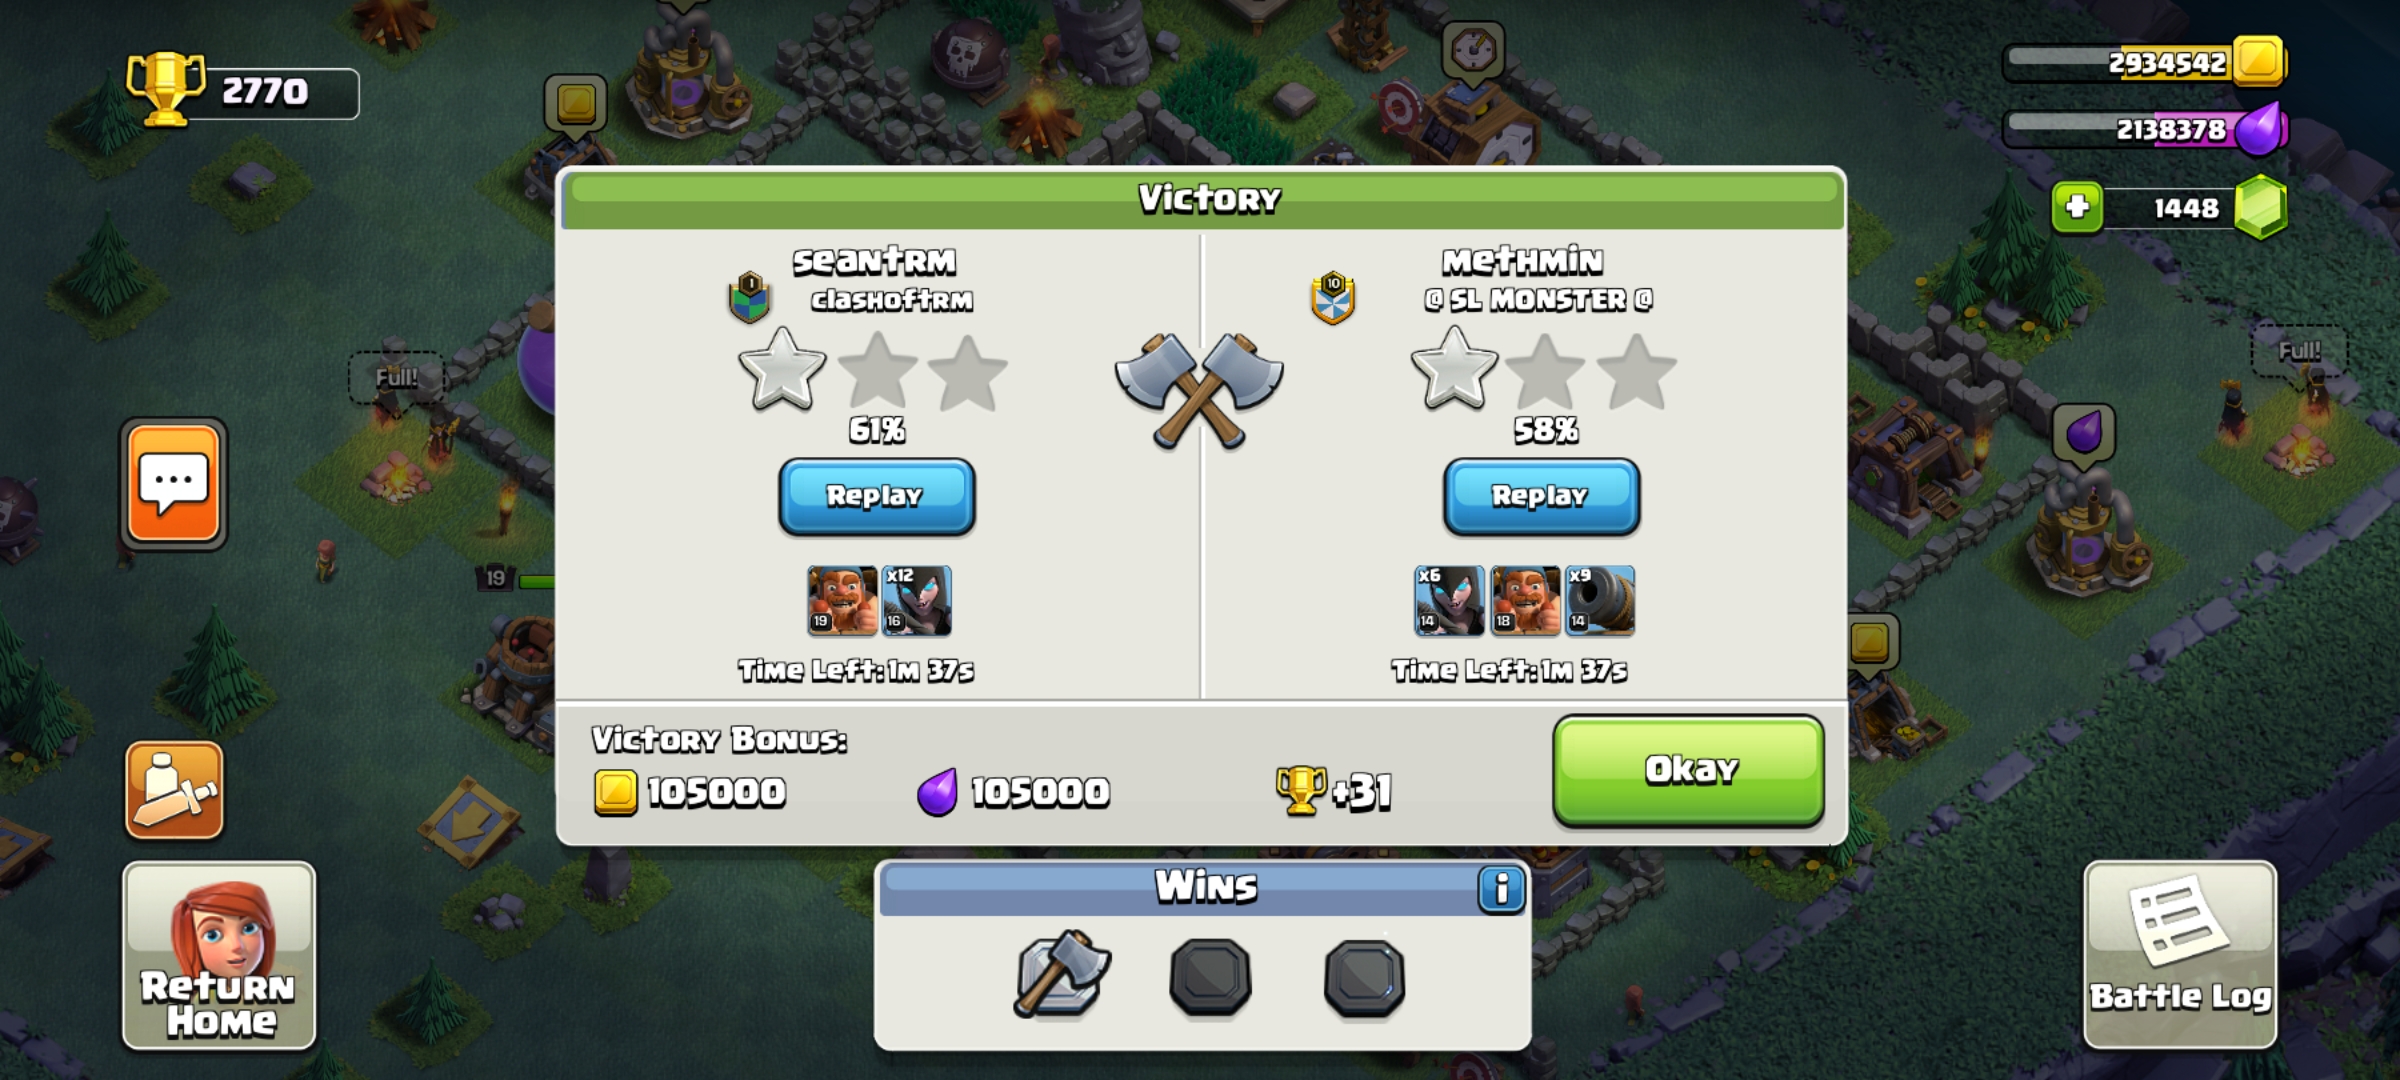 2770
2934542
2138378
1448
Victory
seantrm
clashoftrm
1
61%
Replay
19
x12
16
Time Left:1m 37s
Methmin
@ SL MONSTER @
10
58%
Replay
x6
14
18
x9
14
Time Left:1m 37s
Full!
Full!
19
Victory Bonus:
105000
105000
+31
Okay
Wins
i
Return
Home
Battle Log